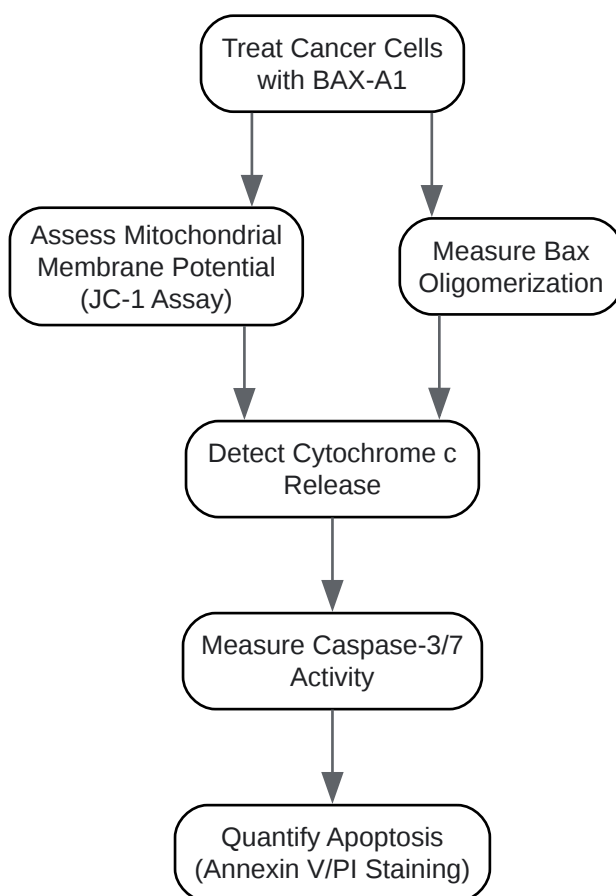 Treat Cancer Cells
with BAX-A1
Assess Mitochondrial
Membrane Potential
(JC-1 Assay)
Measure Bax
Oligomerization
Detect Cytochrome c
Release
Measure Caspase-3/7
Activity
Quantify Apoptosis
(Annexin V/PI Staining)